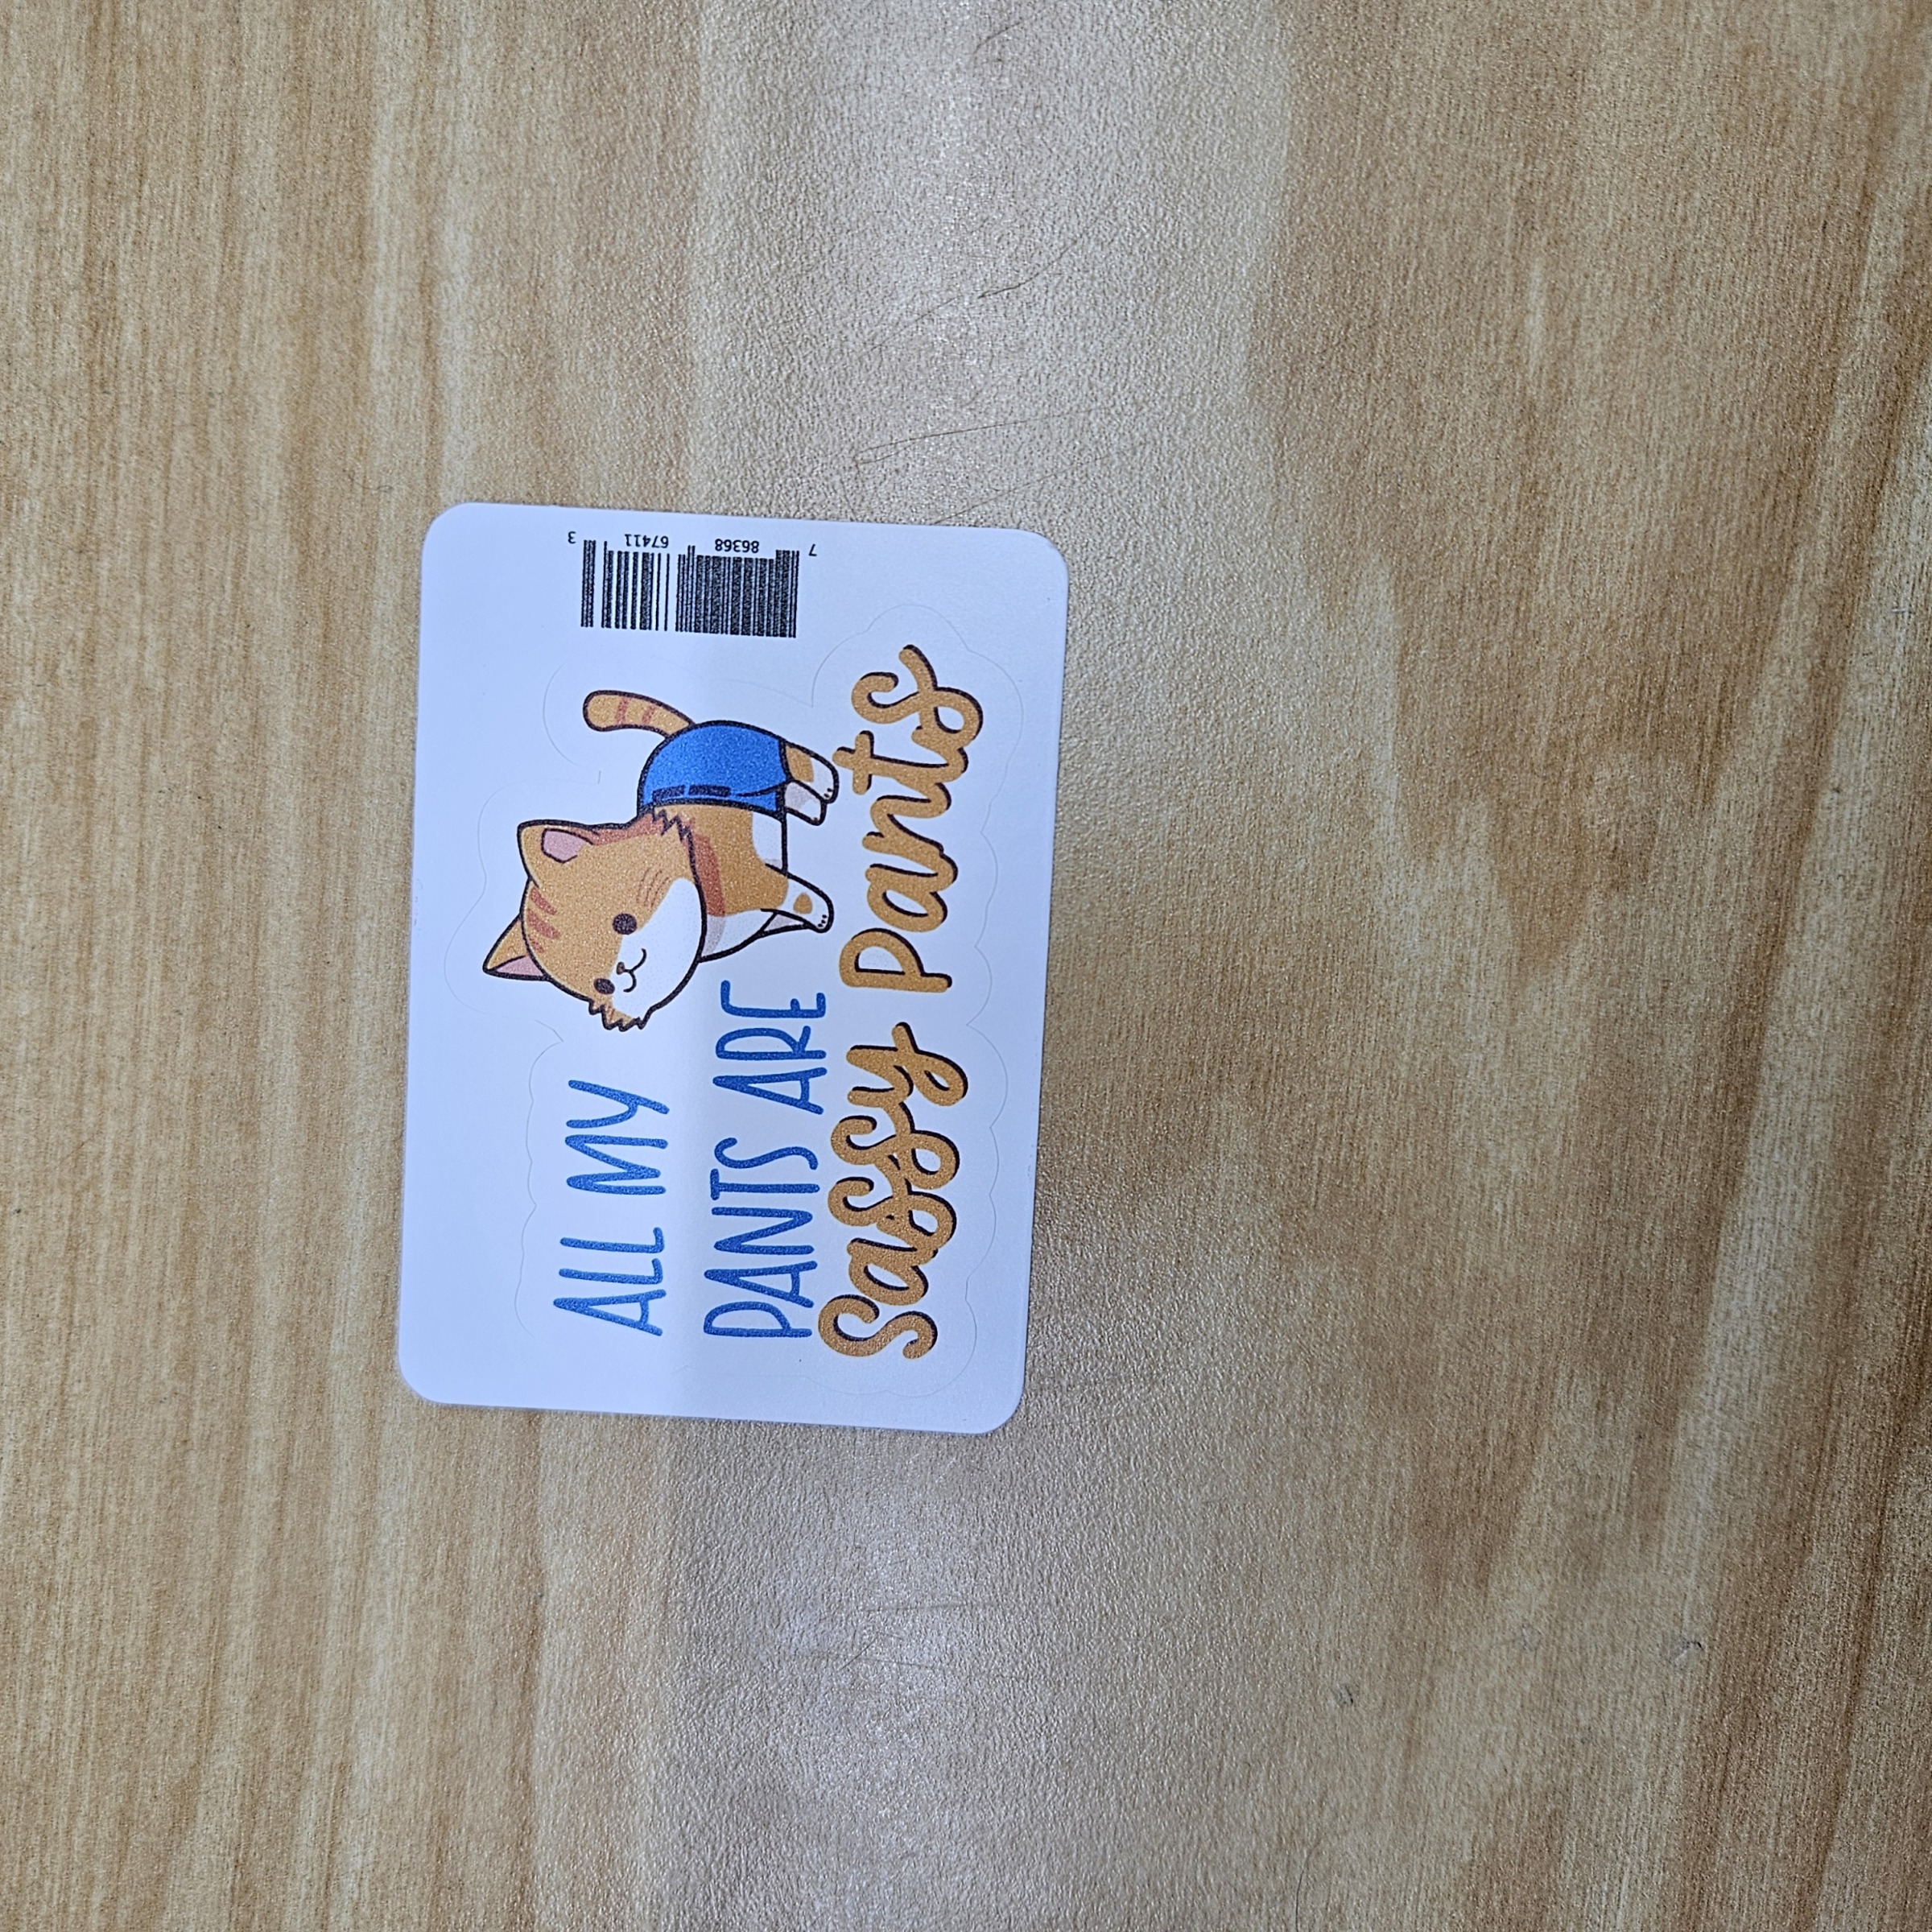 ALL MY
PANTS ARE
Sassy pants
7 86368 67411 3